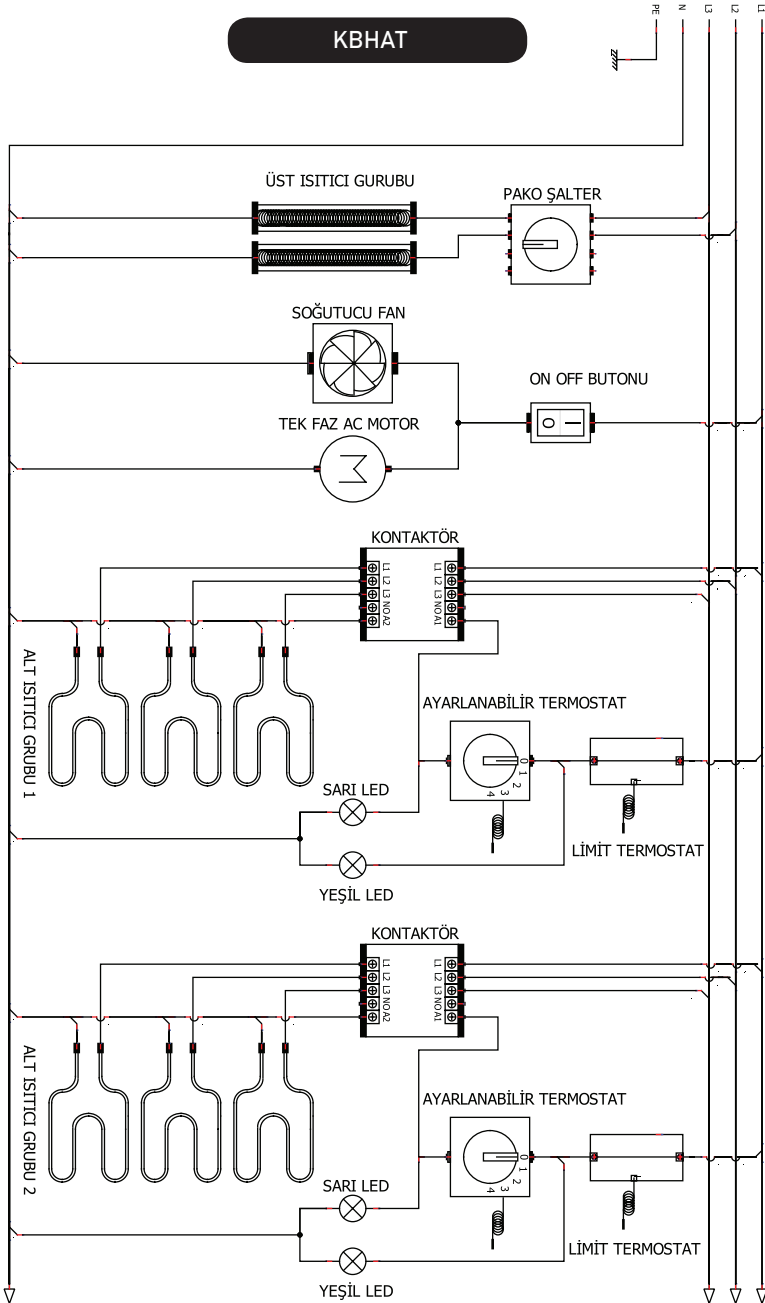 KBHAT
PE
N
L3
L2
L1
ÜST ISITICI GURUBU
PAKO ŞALTER
SOĞUTUCU FAN
ON OFF BUTONU
O I
TEK FAZ AC MOTOR
M
KONTAKTÖR
L1 L2 L3 NO A2
L1 L2 L3 NO A1
ALT ISITICI GRUBU 1
AYARLANABİLİR TERMOSTAT
0 1 2 3 4
SARI LED
LİMİT TERMOSTAT
YEŞİL LED
KONTAKTÖR
L1 L2 L3 NO A2
L1 L2 L3 NO A1
ALT ISITICI GRUBU 2
AYARLANABİLİR TERMOSTAT
0 1 2 3 4
SARI LED
LİMİT TERMOSTAT
YEŞİL LED